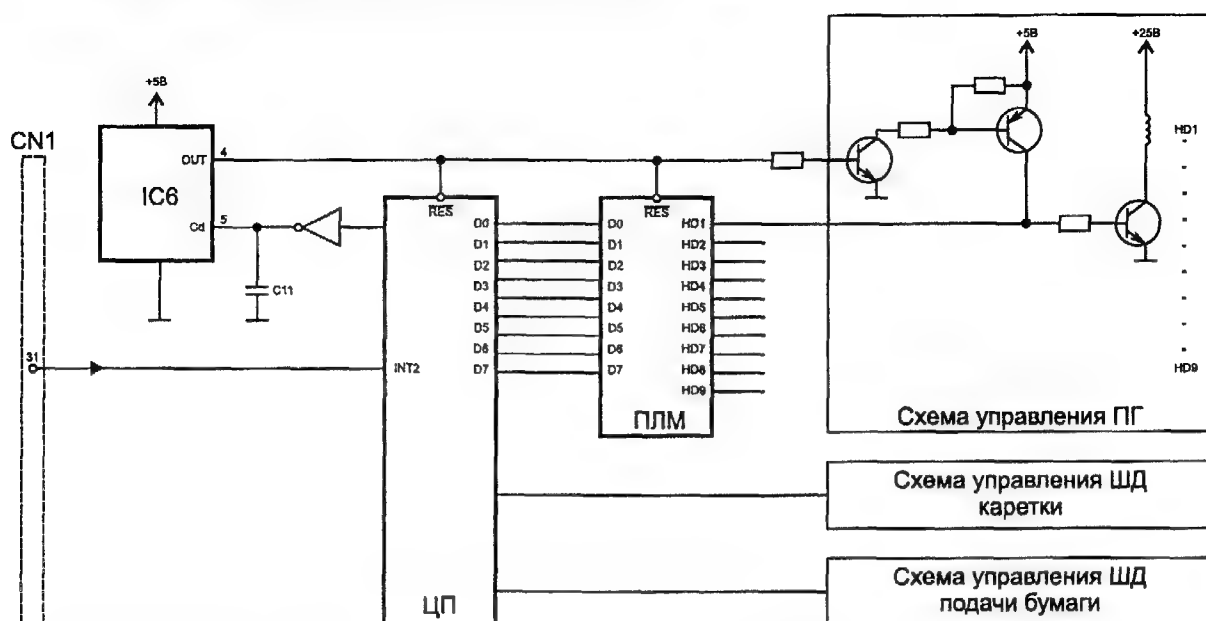 CN1
31
+5В
IC6
OUT
4
Cd
5
C11
RES
INT2
D0
D1
D2
D3
D4
D5
D6
D7
ЦП
RES
D0
D1
D2
D3
D4
D5
D6
D7
HD1
HD2
HD3
HD4
HD5
HD6
HD7
HD8
HD9
ПЛМ
+5В
+25В
HD1
HD9
Схема управления ПГ
Схема управления ШД
каретки
Схема управления ШД
подачи бумаги